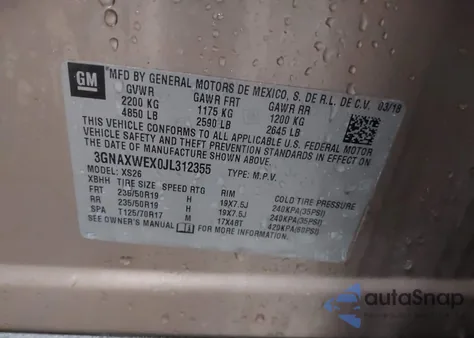 GM
MFD BY GENERAL MOTORS DE MEXICO, S. DE R.L. DE C.V. 03/18
GVWR GAWR FRT GAWR RR
2200 KG 1175 KG 1200 KG
4850 LB 2590 LB 2645 LB
THIS VEHICLE CONFORMS TO ALL APPLICABLE U.S. FEDERAL MOTOR
VEHICLE SAFETY AND THEFT PREVENTION STANDARDS IN EFFECT ON
THE DATE OF MANUFACTURE SHOWN ABOVE.
3GNAXWEX0JL312355 TYPE: M.P.V.
MODEL: XS26
XBHH TIRE SIZE SPEED RTG RIM COLD TIRE PRESSURE
FRT 235/50R19 H 19X7.5J 240KPA(35PSI)
RR 235/50R19 H 19X7.5J 240KPA(35PSI)
SPA T125/70R17 M 17X4BT 420KPA(60PSI)
SEE OWNER'S MANUAL
autoSnap